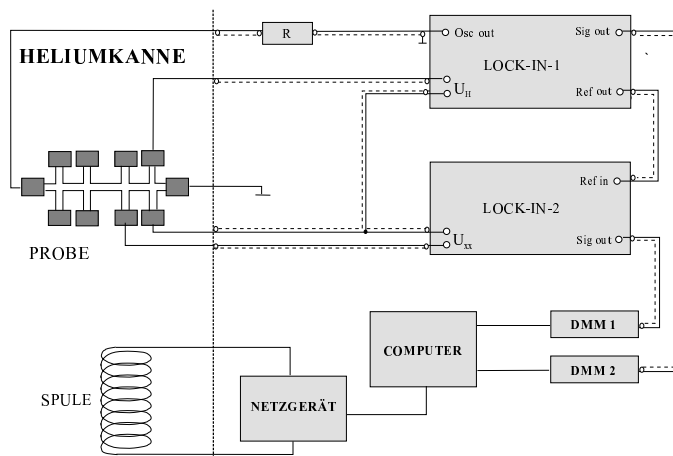 R
Osc out
Sig out
HELIUMKANNE
LOCK-IN-1
U_H
Ref out
Ref in
LOCK-IN-2
PROBE
U_xx
Sig out
DMM 1
COMPUTER
DMM 2
SPULE
NETZGERÄT